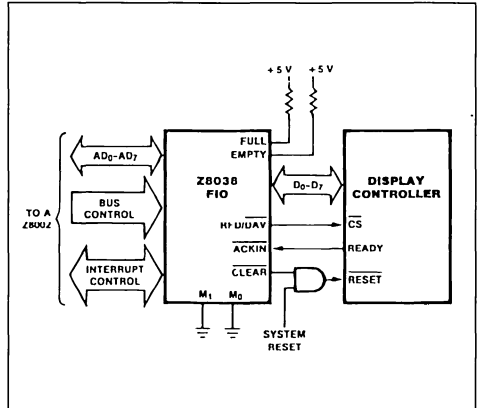 +5 V +5 V
FULL
EMPTY
AD0-AD7
Z8038
FIO
D0-D7
DISPLAY
CONTROLLER
BUS
CONTROL
TO A
Z8002
RFD/DAV
CS
ACKIN
READY
INTERRUPT
CONTROL
CLEAR
RESET
M1 M0
SYSTEM
RESET